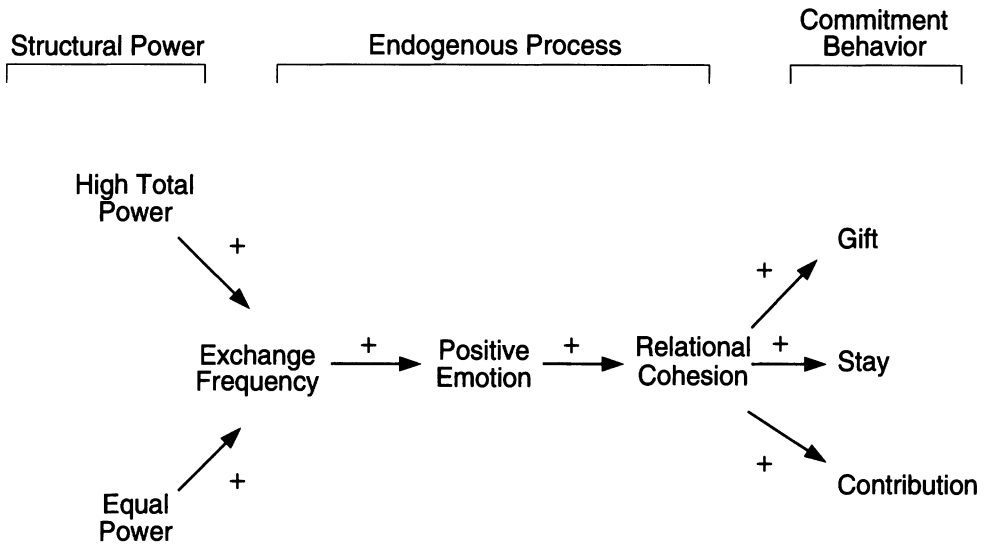 Structural Power
Endogenous Process
Commitment
Behavior
High Total
Power
+
+
Gift
Exchange
Frequency
+
Positive
Emotion
+
Relational
Cohesion
+
Stay
+
+
Equal
Power
Contribution